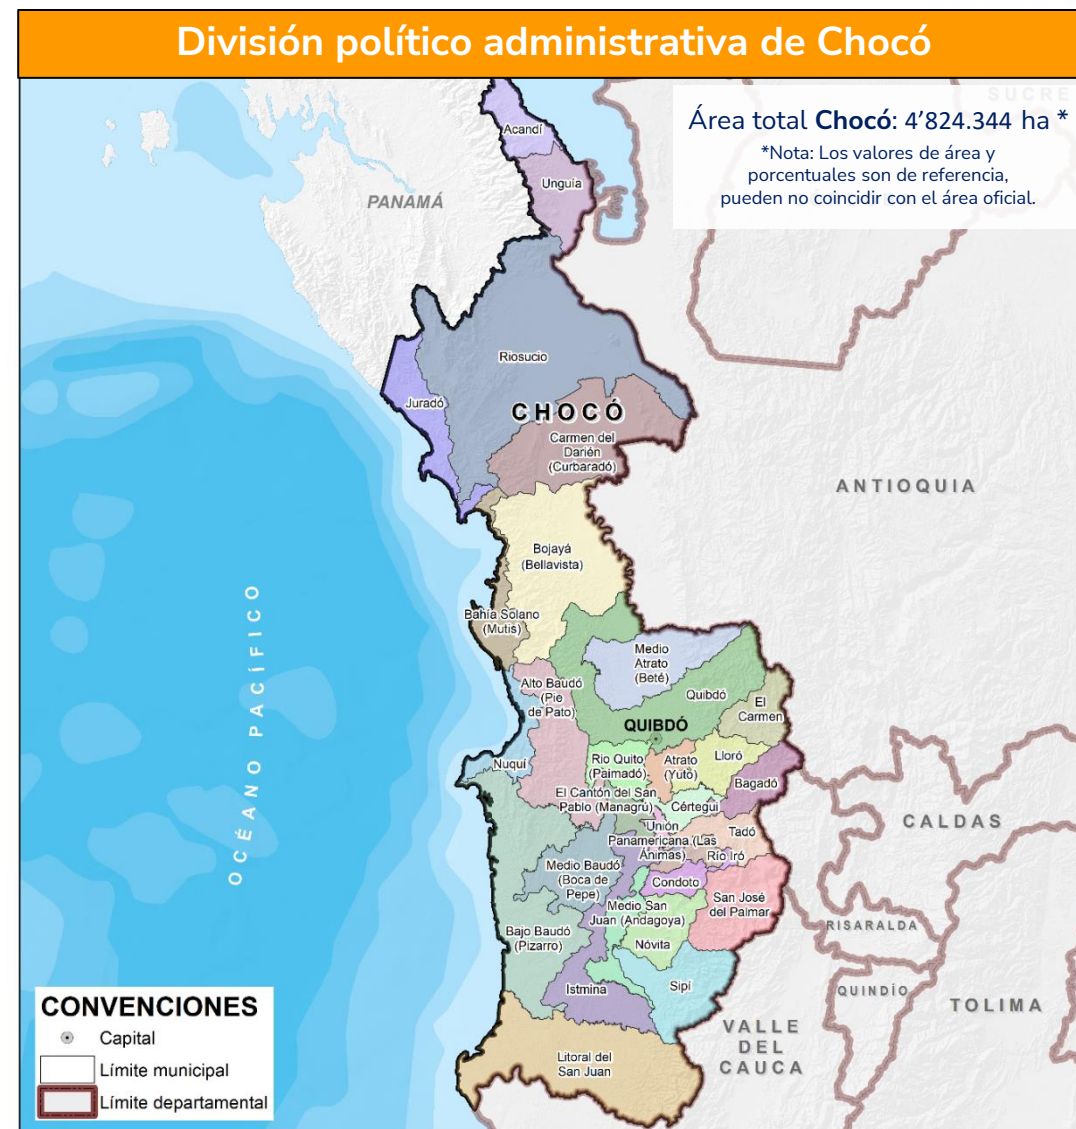 División político administrativa de Chocó
SUCRE
Área total Chocó: 4’824.344 ha *
*Nota: Los valores de área y
porcentuales son de referencia,
pueden no coincidir con el área oficial.
Acandí
Unguía
PANAMÁ
Riosucio
Juradó
CHOCÓ
Carmen del
Darién
(Curbaradó)
ANTIOQUIA
Bojayá
(Bellavista)
OCÉANO PACÍFICO
Bahía Solano
(Mutis)
Medio
Atrato
(Beté)
Alto Baudó
(Pie
de Pato)
Quibdó
El
Carmen
QUIBDÓ
Nuquí
Rio Quito
(Paimadó)
Atrato
(Yuto)
Lloró
Bagadó
El Cantón del San
Pablo (Managrú)
Cértegui
CALDAS
Unión
Panamericana (Las
Ánimas)
Tadó
Río Iró
Medio Baudó
(Boca de
Pepe)
Condoto
San José
del Palmar
Medio San
Juan (Andagoya)
RISARALDA
Bajo Baudó
(Pizarro)
Nóvita
Istmina
Sipí
QUINDÍO
TOLIMA
VALLE
DEL
CAUCA
Litoral del
San Juan
CONVENCIONES
Capital
Límite municipal
Límite departamental